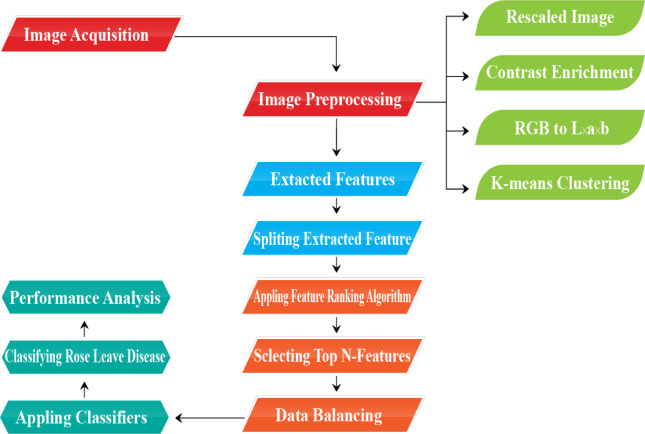 Image Acquisition
Rescaled Image
Contrast Enrichment
Image Preprocessing
RGB to L×a×b
K-means Clustering
Extacted Features
Spliting Extracted Feature
Appling Feature Ranking Algorithm
Selecting Top N-Features
Data Balancing
Appling Classifiers
Classifying Rose Leave Disease
Performance Analysis